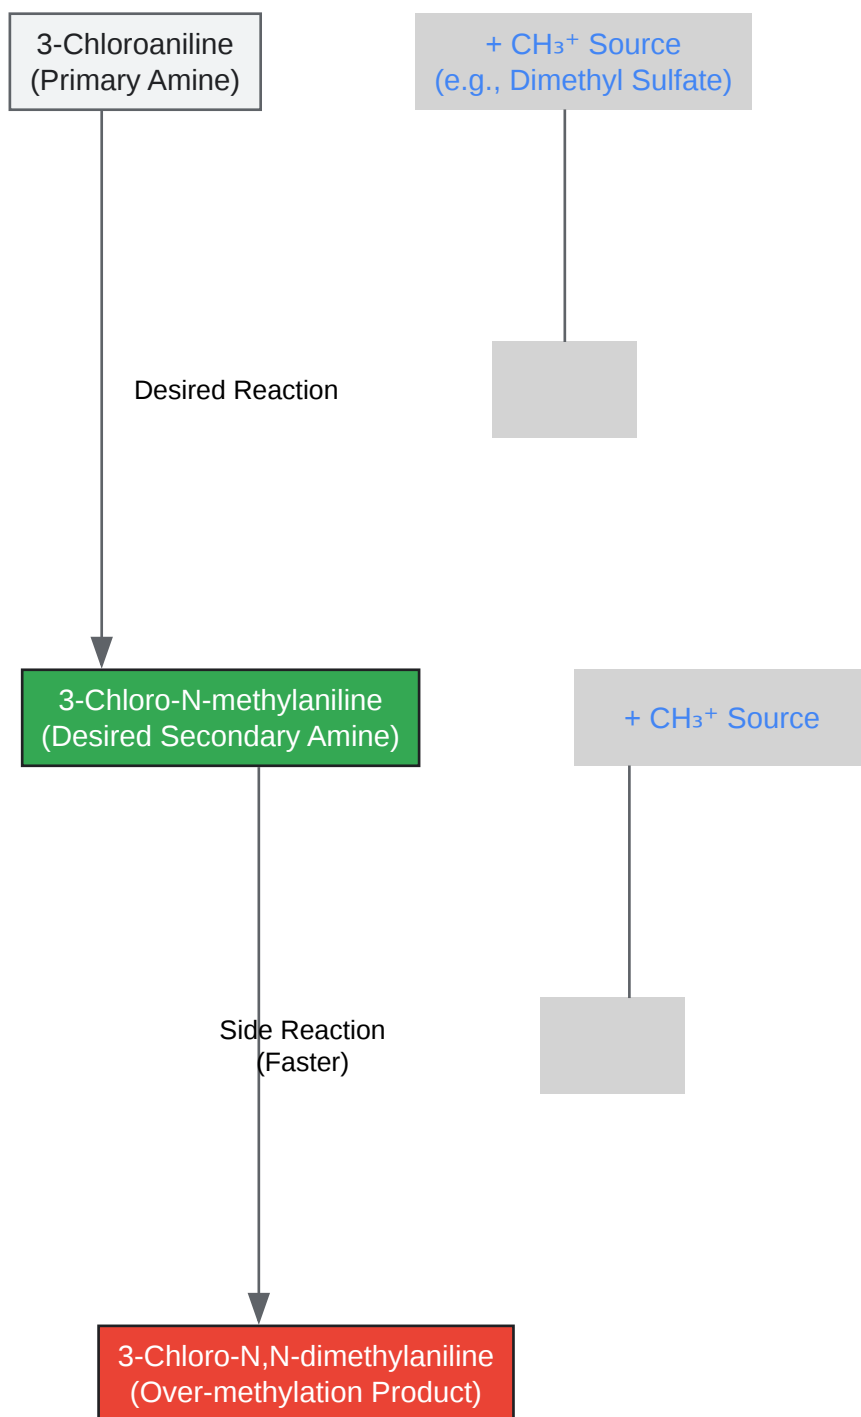 3-Chloroaniline
(Primary Amine)
+ CH₃⁺ Source
(e.g., Dimethyl Sulfate)
Desired Reaction
3-Chloro-N-methylaniline
(Desired Secondary Amine)
+ CH₃⁺ Source
Side Reaction
(Faster)
3-Chloro-N,N-dimethylaniline
(Over-methylation Product)